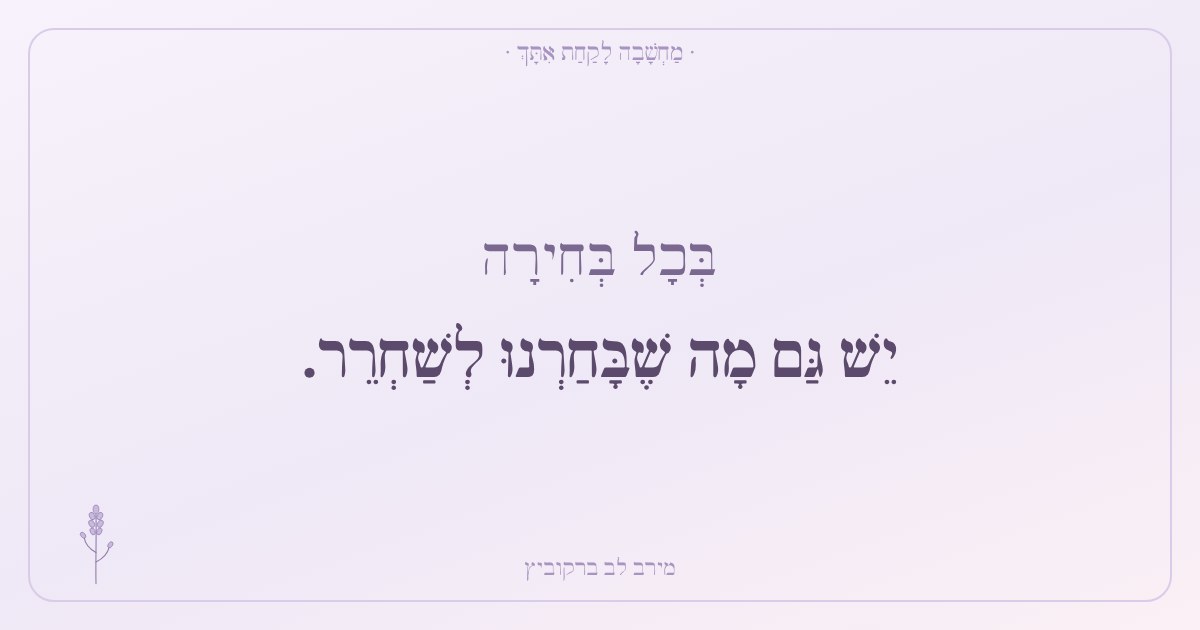 · מַחְשָׁבָה לָקַחַת אִתָּךְ ·
בְּכָל בְּחִירָה
יֵשׁ גַּם מָה שֶׁבָּחַרְנוּ לְשַׁחְרֵר.
מירב לב ברקוביץ